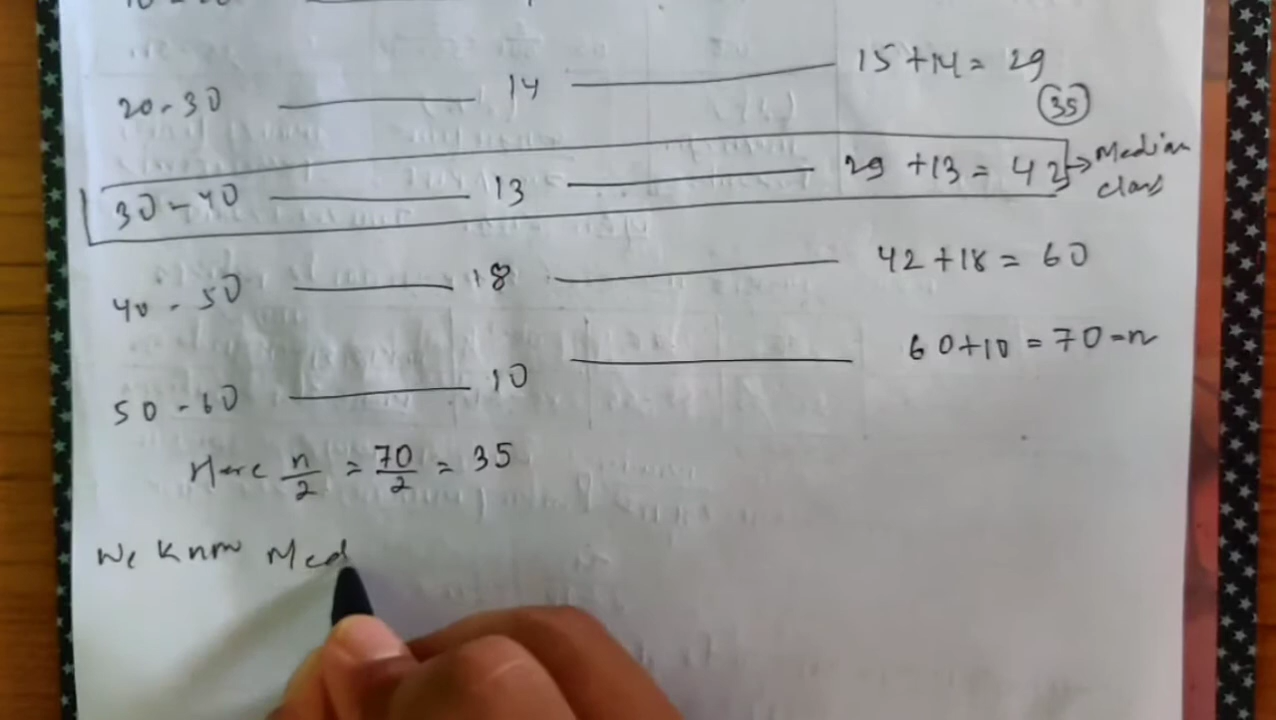 20-30 14 15+14=29
35
30-40 13 29+13=42 → Median class
40-50 18 42+18=60
50-60 10 60+10=70=n
Here n/2 = 70/2 = 35
We know Med